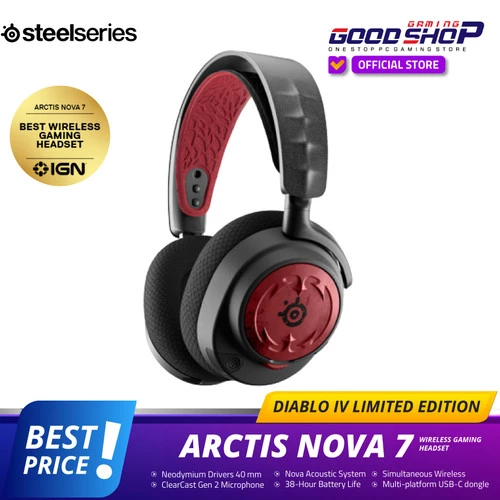 steelseries
GAMING
GOODSHOP
ONE STOP PC GAMING STORE
OFFICIAL STORE
ARCTIS NOVA 7
BEST WIRELESS
GAMING
HEADSET
IGN
DIABLO IV LIMITED EDITION
BEST
PRICE
!
ARCTIS NOVA 7
WIRELESS GAMING
HEADSET
• Neodymium Drivers 40 mm
• Nova Acoustic System
• Simultaneous Wireless
• ClearCast Gen 2 Microphone
• 38-Hour Battery Life
• Multi-platform USB-C dongle